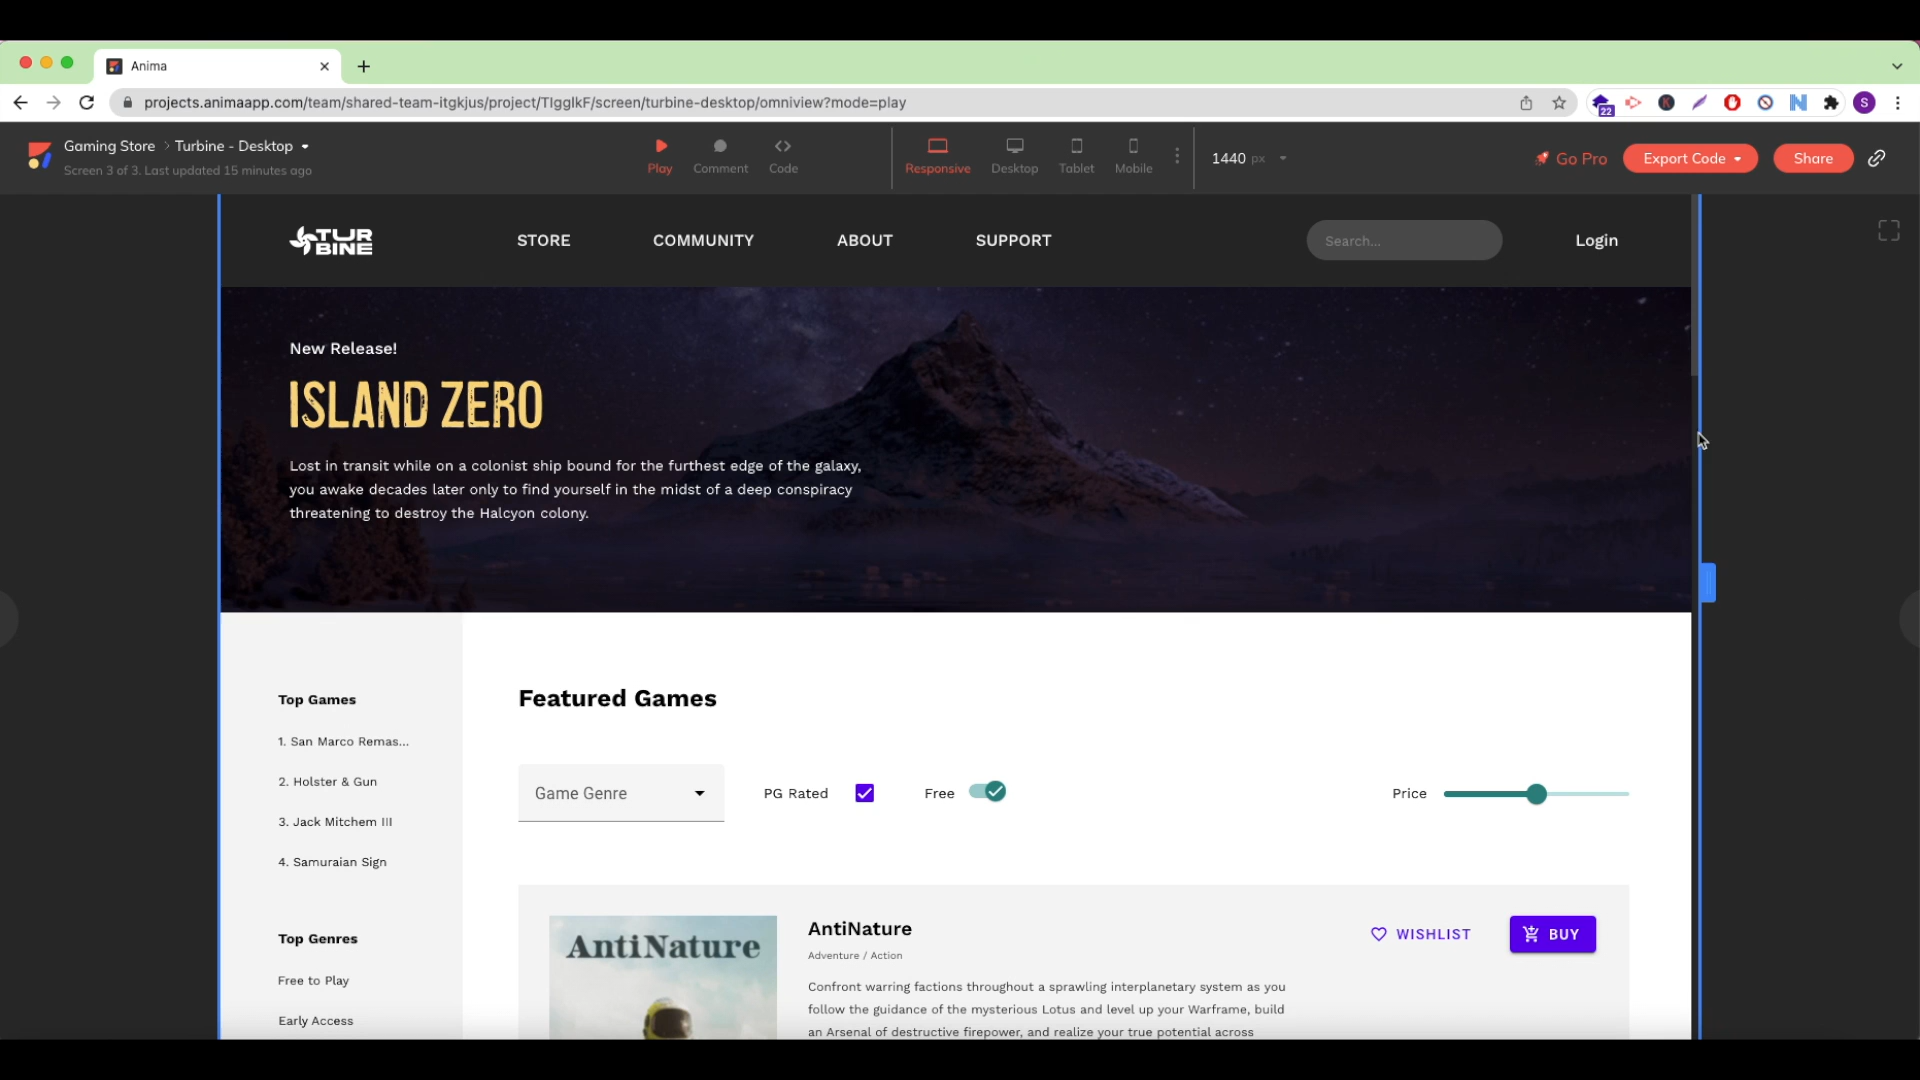 Anima
projects.animaapp.com/team/shared-team-itgkjus/project/TIgglkF/screen/turbine-desktop/omniview?mode=play
22
S
Gaming Store > Turbine - Desktop
Screen 3 of 3. Last updated 15 minutes ago
Play
Comment
Code
Responsive
Desktop
Tablet
Mobile
1440 px
Go Pro
Export Code
Share
TUR
BINE
STORE
COMMUNITY
ABOUT
SUPPORT
Search...
Login
New Release!
ISLAND ZERO
Lost in transit while on a colonist ship bound for the furthest edge of the galaxy,
you awake decades later only to find yourself in the midst of a deep conspiracy
threatening to destroy the Halcyon colony.
Top Games
1. San Marco Remas...
2. Holster & Gun
3. Jack Mitchem III
4. Samuraian Sign
Top Genres
Free to Play
Early Access
Featured Games
Game Genre
PG Rated
Free
Price
AntiNature
AntiNature
Adventure / Action
WISHLIST
BUY
Confront warring factions throughout a sprawling interplanetary system as you
follow the guidance of the mysterious Lotus and level up your Warframe, build
an Arsenal of destructive firepower, and realize your true potential across